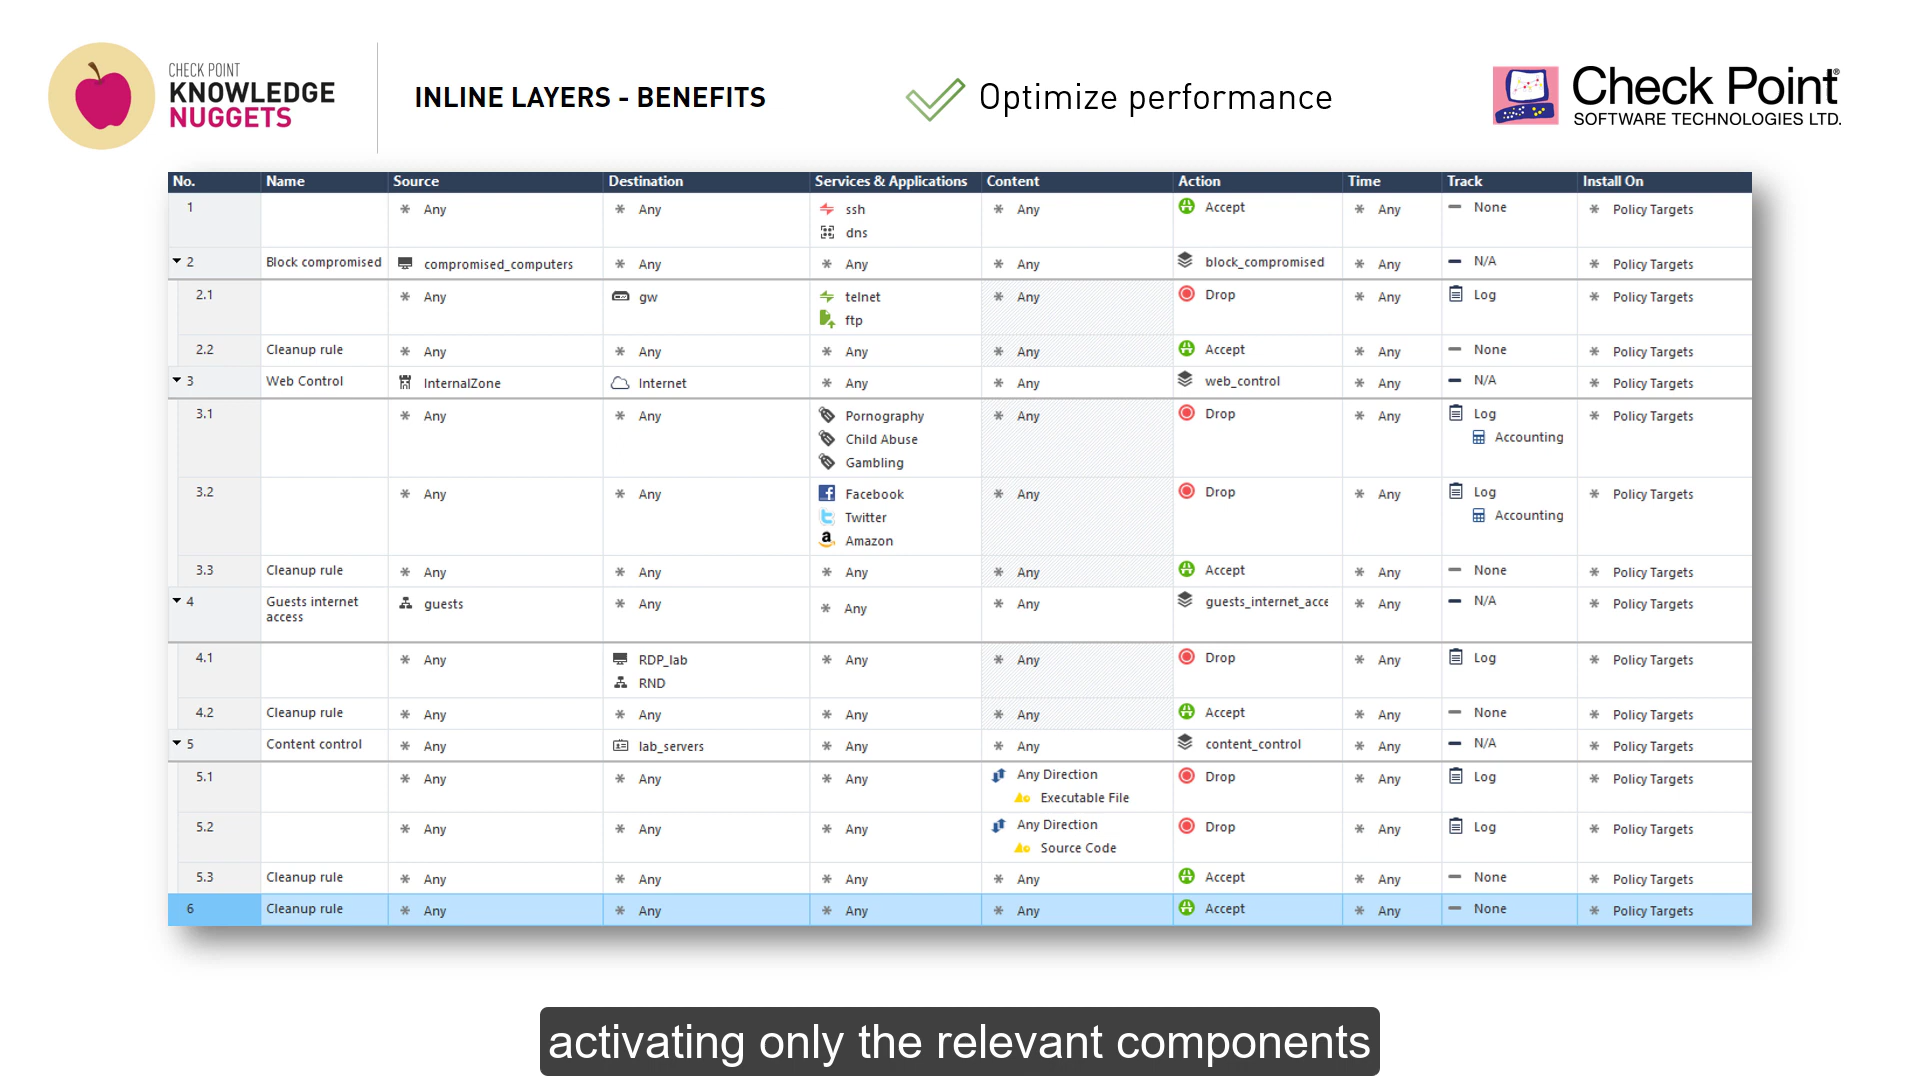 CHECK POINT
KNOWLEDGE
NUGGETS
INLINE LAYERS - BENEFITS
Optimize performance
Check Point®
SOFTWARE TECHNOLOGIES LTD.
No. Name Source Destination Services & Applications Content Action Time Track Install On
1 * Any * Any ssh * Any Accept * Any — None * Policy Targets
dns
2 Block compromised compromised_computers * Any * Any * Any block_compromised * Any — N/A * Policy Targets
2.1 * Any gw telnet * Any Drop * Any Log * Policy Targets
ftp
2.2 Cleanup rule * Any * Any * Any * Any Accept * Any — None * Policy Targets
3 Web Control InternalZone Internet * Any * Any web_control * Any — N/A * Policy Targets
3.1 * Any * Any Pornography * Any Drop * Any Log * Policy Targets
Child Abuse Accounting
Gambling
3.2 * Any * Any Facebook * Any Drop * Any Log * Policy Targets
Twitter Accounting
Amazon
3.3 Cleanup rule * Any * Any * Any * Any Accept * Any — None * Policy Targets
4 Guests internet guests * Any * Any * Any guests_internet_acce * Any — N/A * Policy Targets
access
4.1 * Any RDP_lab * Any * Any Drop * Any Log * Policy Targets
RND
4.2 Cleanup rule * Any * Any * Any * Any Accept * Any — None * Policy Targets
5 Content control * Any lab_servers * Any * Any content_control * Any — N/A * Policy Targets
5.1 * Any * Any * Any Any Direction Drop * Any Log * Policy Targets
Executable File
5.2 * Any * Any * Any Any Direction Drop * Any Log * Policy Targets
Source Code
5.3 Cleanup rule * Any * Any * Any * Any Accept * Any — None * Policy Targets
6 Cleanup rule * Any * Any * Any * Any Accept * Any — None * Policy Targets
activating only the relevant components